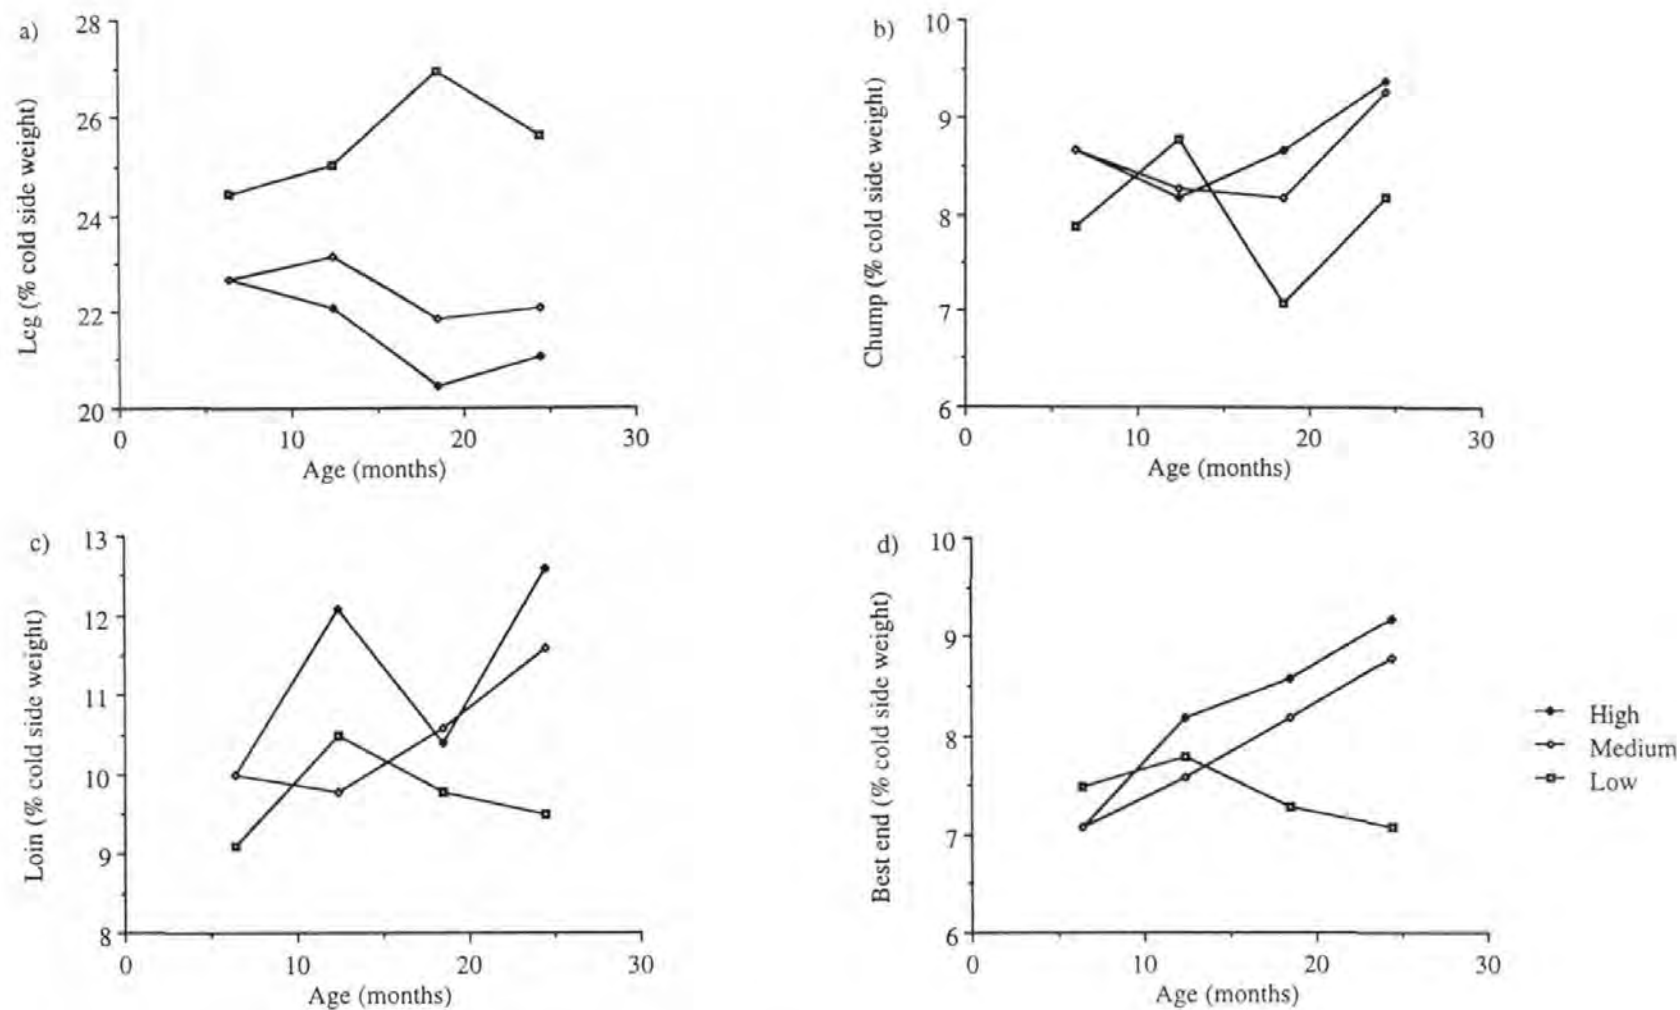 a)
28
26
24
22
20
Leg (% cold side weight)
0 10 20 30
Age (months)
b)
10
9
8
7
6
Chump (% cold side weight)
0 10 20 30
Age (months)
c)
13
12
11
10
9
8
Loin (% cold side weight)
0 10 20 30
Age (months)
d)
10
9
8
7
6
Best end (% cold side weight)
0 10 20 30
Age (months)
High
Medium
Low